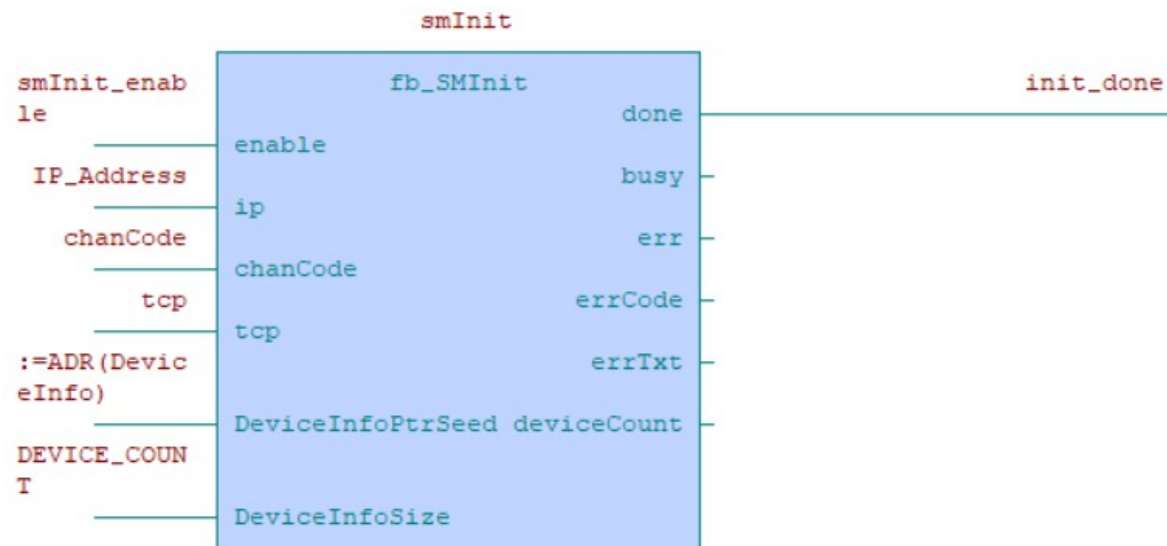 smInit
smInit_enab
le
fb_SMInit
init_done
done
enable
IP_Address
busy
ip
chanCode
err
chanCode
tcp
errCode
tcp
:=ADR(Devic
eInfo)
errTxt
DeviceInfoPtrSeed deviceCount
DEVICE_COUN
T
DeviceInfoSize